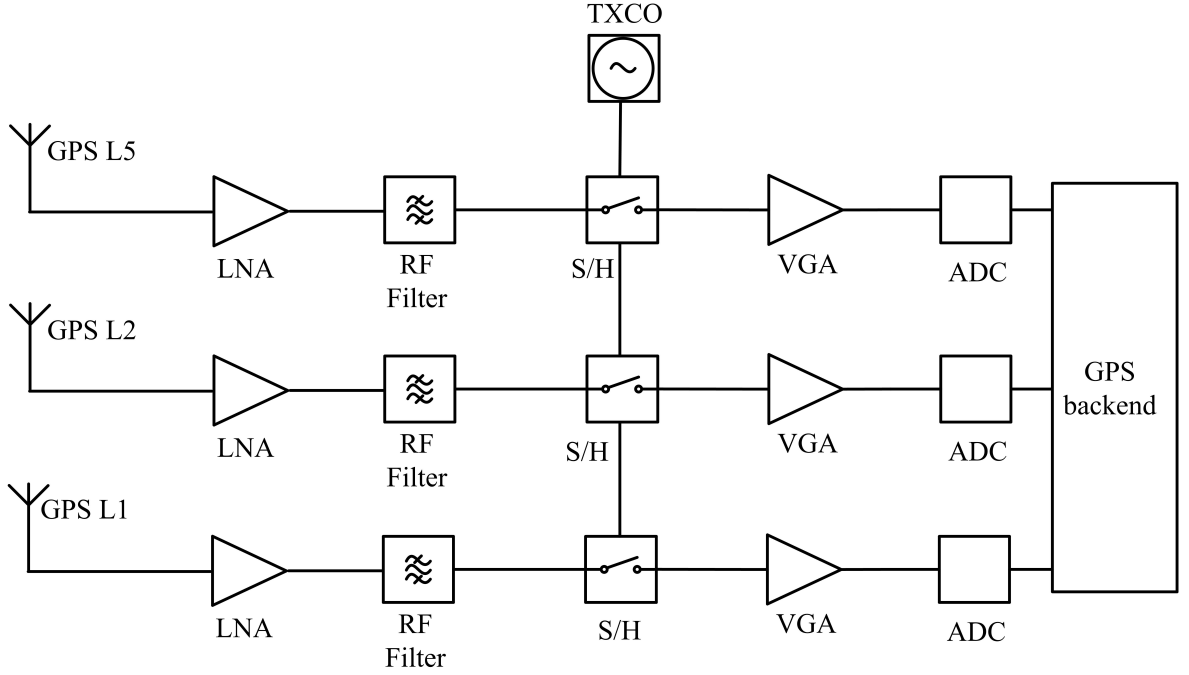 TXCO
GPS L5
LNA
RF
Filter
S/H
VGA
ADC
GPS L2
LNA
RF
Filter
S/H
VGA
ADC
GPS
backend
GPS L1
LNA
RF
Filter
S/H
VGA
ADC